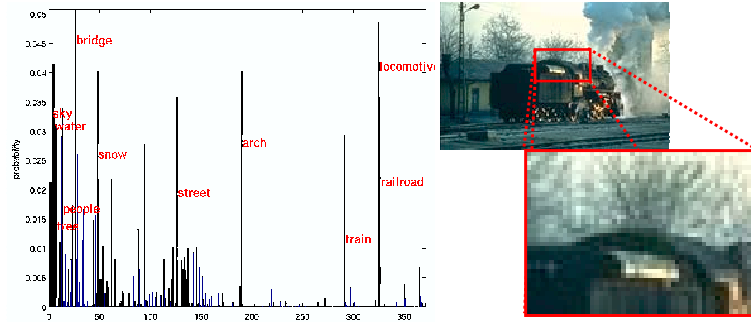 0.05
0.045
bridge
0.04
locomotive
0.035
sky
water
0.03
arch
0.025
snow
0.02
railroad
street
people
0.015
tree
train
0.01
0.005
0
probability
0 50 100 150 200 250 300 350